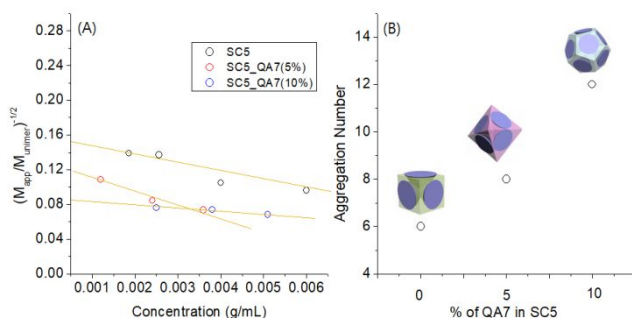 (A)
SC5
SC5_QA7(5%)
SC5_QA7(10%)
(M_app/M_unimer)^-1/2
0.28
0.24
0.20
0.16
0.12
0.08
0.04
0.00
0.001 0.002 0.003 0.004 0.005 0.006
Concentration (g/mL)
(B)
Aggregation Number
14
12
10
8
6
4
0 5 10
% of QA7 in SC5